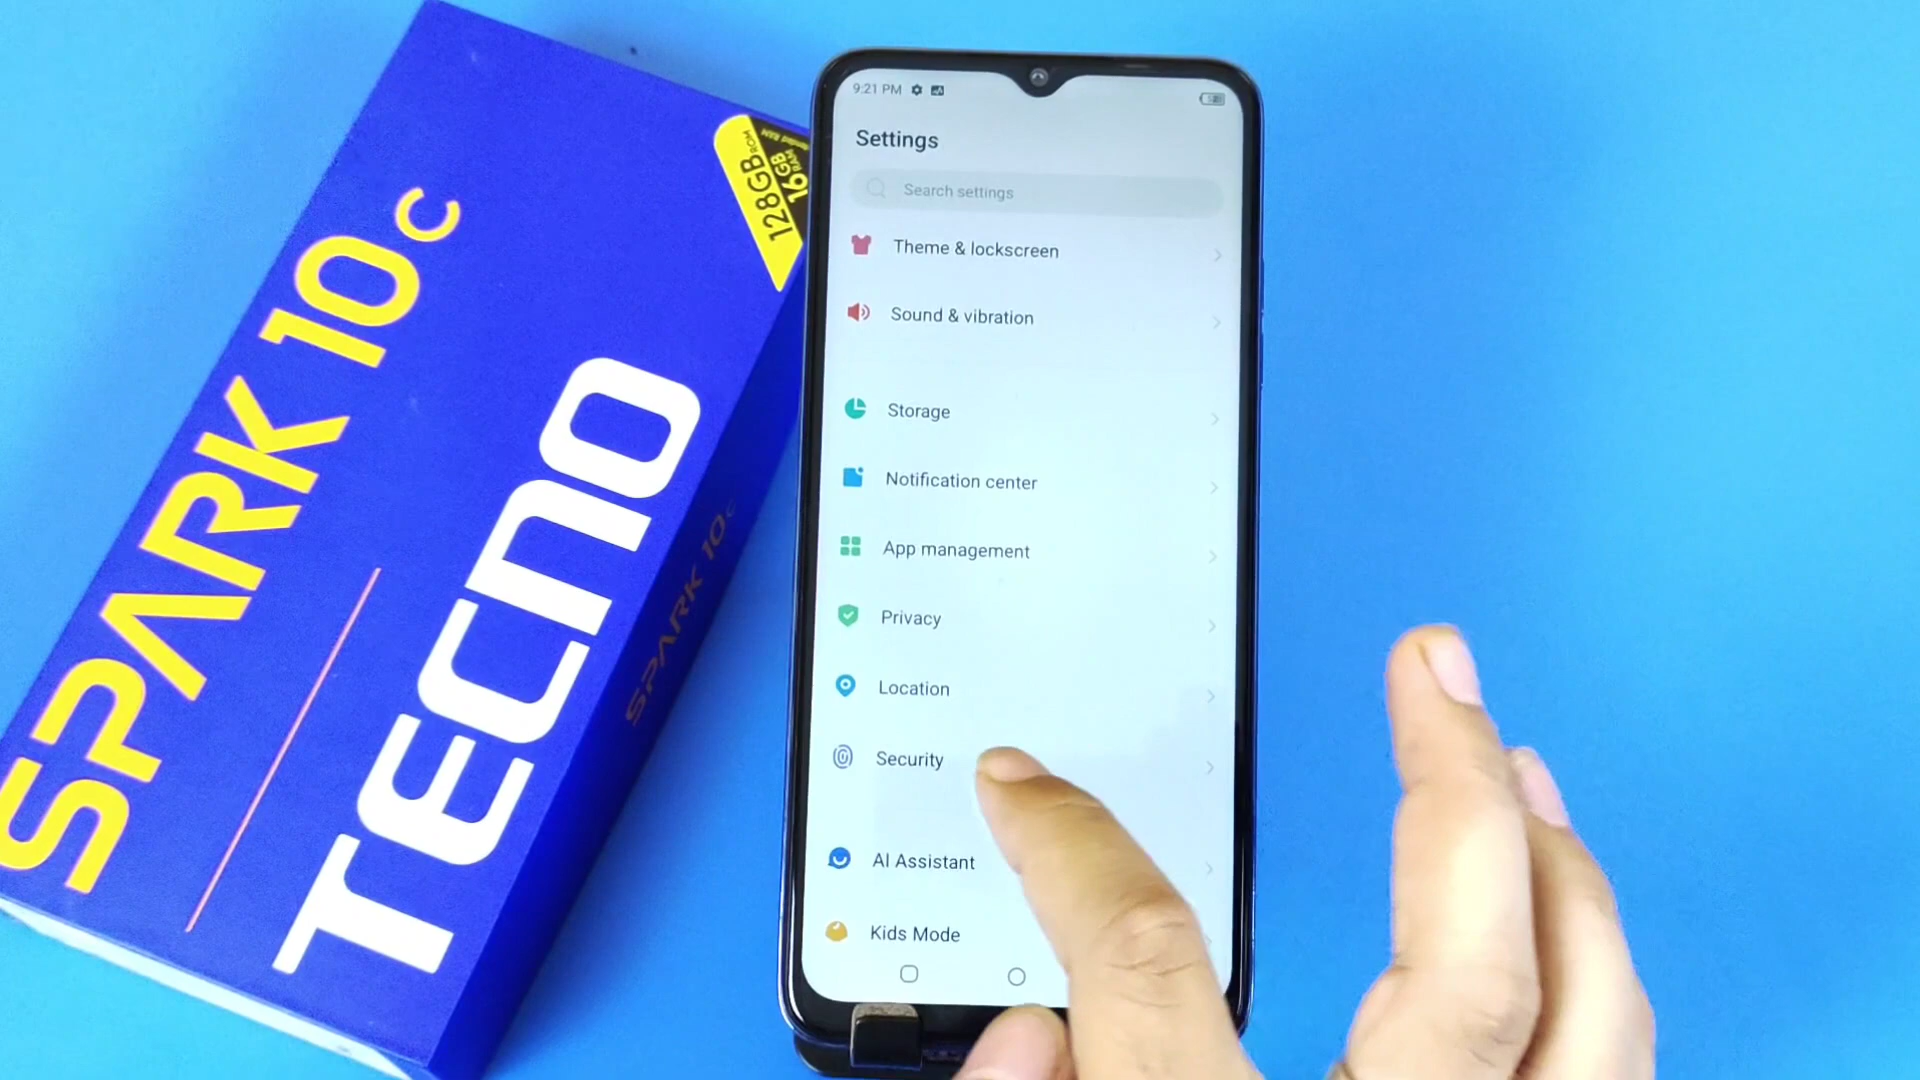 SPARK 10c
TECNO
128GB ROM
16GB RAM
SPARK 10c
9:21 PM
Settings
Search settings
Theme & lockscreen
Sound & vibration
Storage
Notification center
App management
Privacy
Location
Security
AI Assistant
Kids Mode